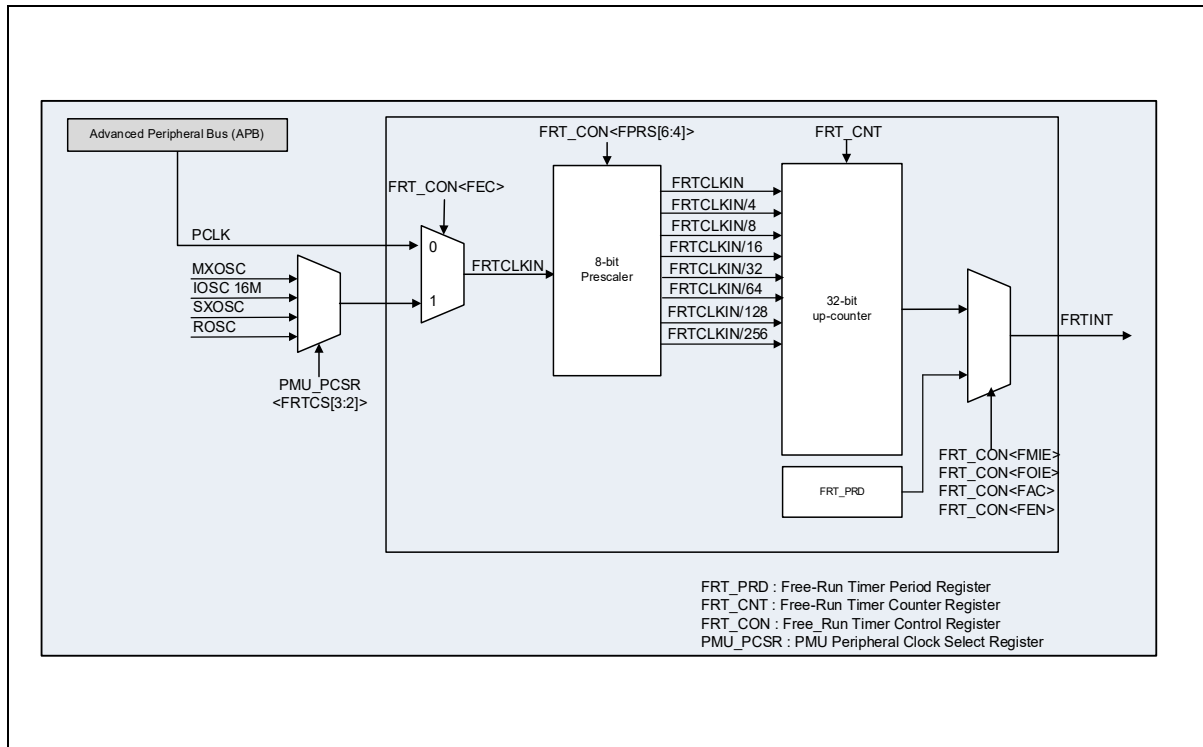 Advanced Peripheral Bus (APB)
FRT_CON<FPRS[6:4]>
FRT_CNT
FRT_CON<FEC>
PCLK
0
1
MXOSC
IOSC 16M
SXOSC
ROSC
PMU_PCSR
<FRTCS[3:2]>
FRTCLKIN
8-bit
Prescaler
FRTCLKIN
FRTCLKIN/4
FRTCLKIN/8
FRTCLKIN/16
FRTCLKIN/32
FRTCLKIN/64
FRTCLKIN/128
FRTCLKIN/256
32-bit
up-counter
FRT_PRD
FRTINT
FRT_CON<FMIE>
FRT_CON<FOIE>
FRT_CON<FAC>
FRT_CON<FEN>
FRT_PRD : Free-Run Timer Period Register
FRT_CNT : Free-Run Timer Counter Register
FRT_CON : Free_Run Timer Control Register
PMU_PCSR : PMU Peripheral Clock Select Register